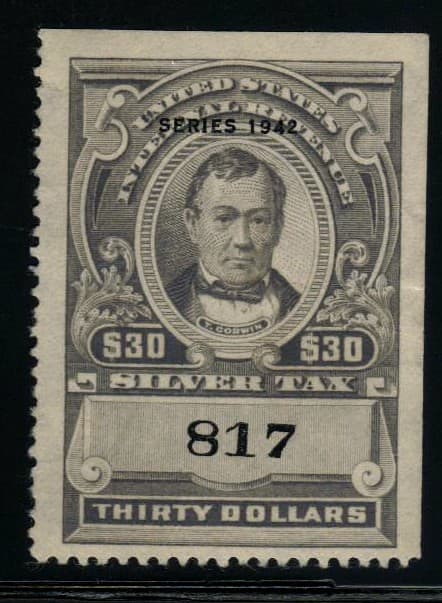 UNITED STATES
INTERNAL REVENUE
SERIES 1942
T. CORWIN
$30 $30
SILVER TAX
817
THIRTY DOLLARS